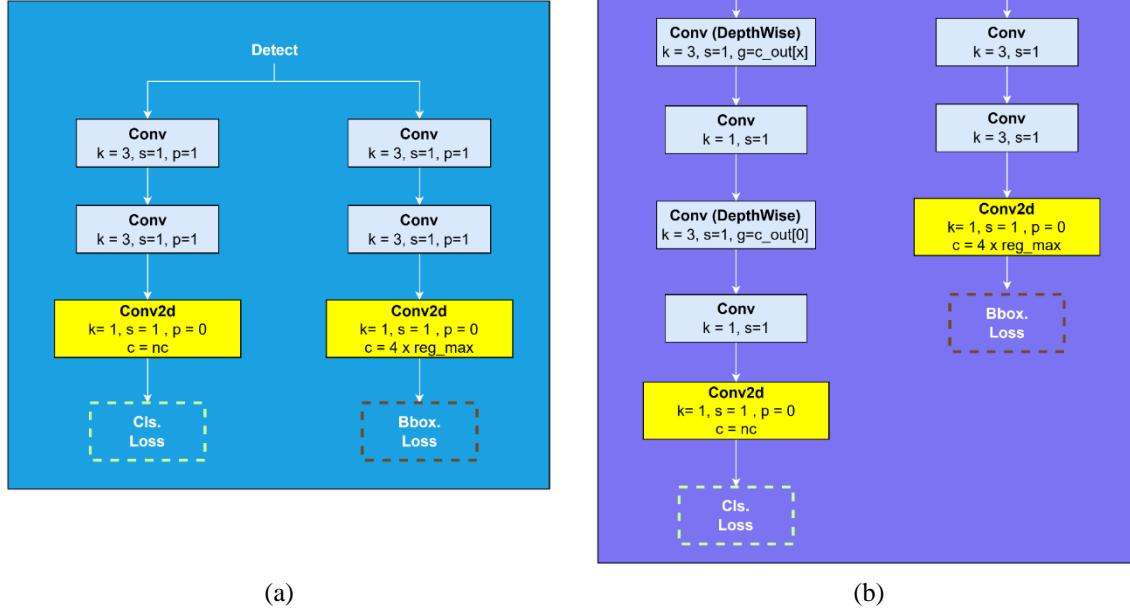 Detect
Conv
k = 3, s=1, p=1
Conv
k = 3, s=1, p=1
Conv2d
k= 1, s = 1 , p = 0
c = nc
Cls.
Loss
Conv
k = 3, s=1, p=1
Conv
k = 3, s=1, p=1
Conv2d
k= 1, s = 1 , p = 0
c = 4 x reg_max
Bbox.
Loss
(a)
Conv (DepthWise)
k = 3, s=1, g=c_out[x]
Conv
k = 1, s=1
Conv (DepthWise)
k = 3, s=1, g=c_out[0]
Conv
k = 1, s=1
Conv2d
k= 1, s = 1 , p = 0
c = nc
Cls.
Loss
Conv
k = 3, s=1
Conv
k = 3, s=1
Conv2d
k= 1, s = 1 , p = 0
c = 4 x reg_max
Bbox.
Loss
(b)